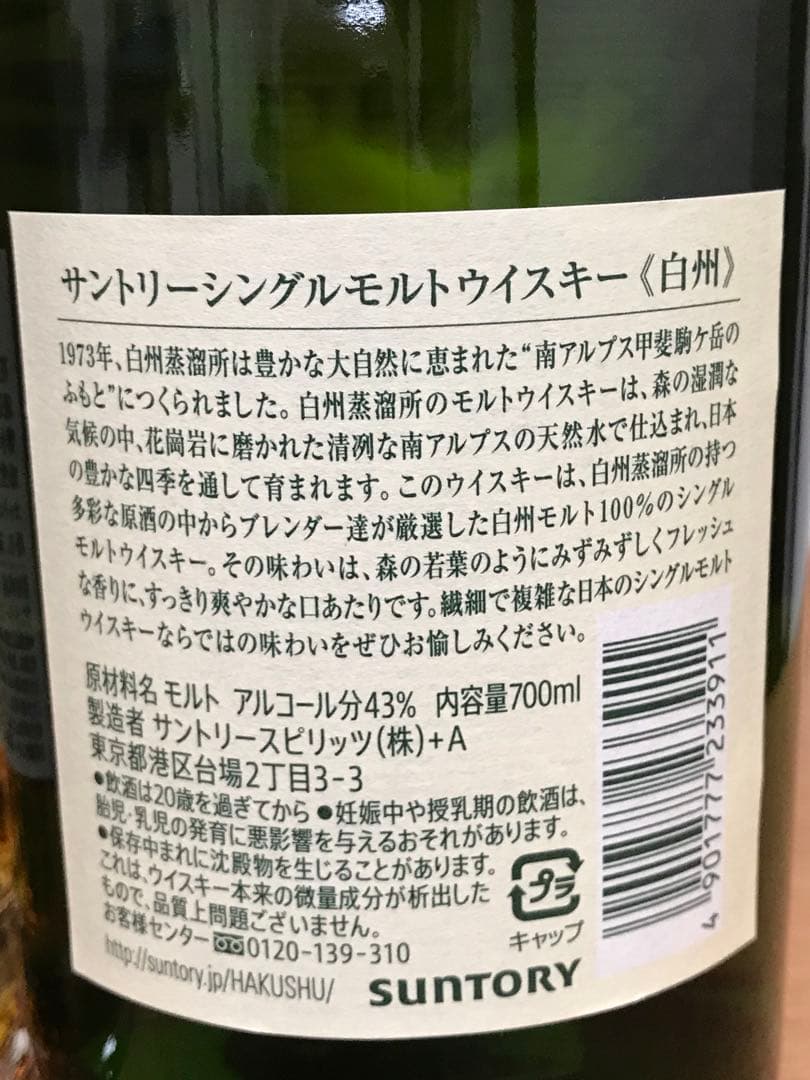 サントリーシングルモルトウイスキー《白州》
1973年、白州蒸溜所は豊かな大自然に恵まれた“南アルプス甲斐駒ケ岳の
ふもと”につくられました。白州蒸溜所のモルトウイスキーは、森の湿潤な
気候の中、花崗岩に磨かれた清冽な南アルプスの天然水で仕込まれ、日本
の豊かな四季を通して育まれます。このウイスキーは、白州蒸溜所の持つ
多彩な原酒の中からブレンダー達が厳選した白州モルト100%のシングル
モルトウイスキー。その味わいは、森の若葉のようにみずみずしくフレッシュ
な香りに、すっきり爽やかな口あたりです。繊細で複雑な日本のシングルモルト
ウイスキーならではの味わいをぜひお愉しみください。
原材料名 モルト アルコール分43% 内容量700ml
製造者 サントリースピリッツ(株)+A
東京都港区台場2丁目3-3
●飲酒は20歳を過ぎてから ●妊娠中や授乳期の飲酒は、
胎児・乳児の発育に悪影響を与えるおそれがあります。
●保存中まれに沈殿物を生じることがあります。
これは、ウイスキー本来の微量成分が析出した
もので、品質上問題ございません。
お客様センター 0120-139-310
http://suntory.jp/HAKUSHU/
SUNTORY
プラ
キャップ
4 901777 233911